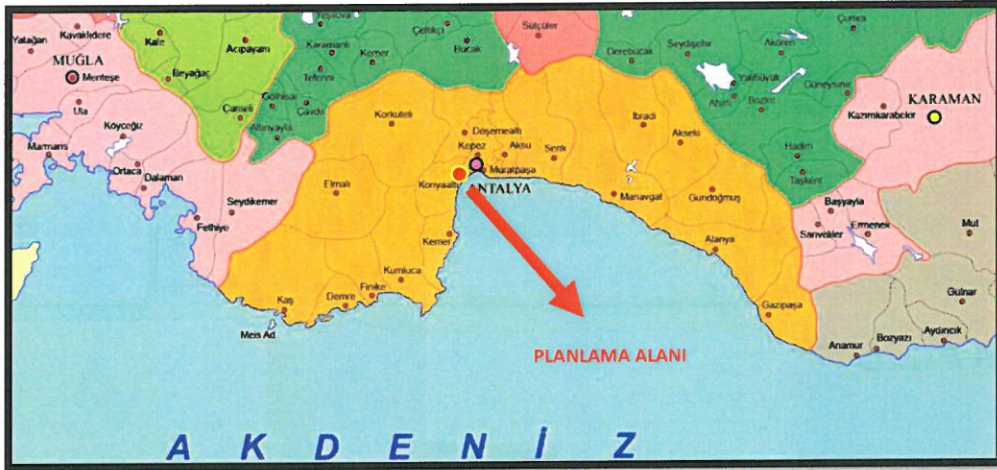 Yeşilova
Çeltikçi
Sütçüler
Çumra
Kavaklıdere
Kale
Acıpayam
Karamanlı
Kemer
Bucak
Derebucak
Seydişehir
Akören
Yatağan
MUĞLA
Menteşe
Beyağaç
Tefenni
Yalıhüyük
Güneysınır
Ula
Çameli
Gölhisar
Çavdır
Ahırlı
Bozkır
KARAMAN
Kazımkarabekir
Köyceğiz
Altınyayla
Korkuteli
Döşemealtı
İbradı
Akseki
Marmaris
Kepez
Aksu
Serik
Hadim
Ortaca
Dalaman
Elmalı
Konyaaltı
Muratpaşa
Taşkent
NTALYA
Manavgat
Gündoğmuş
Seydikemer
Başyayla
Fethiye
Sarıveliler
Ermenek
Mut
Kemer
Alanya
Kumluca
Kaş
Demre
Finike
Gazipaşa
Gülnar
Meis Ad.
Anamur
Bozyazı
Aydıncık
PLANLAMA ALANI
AKDENİZ